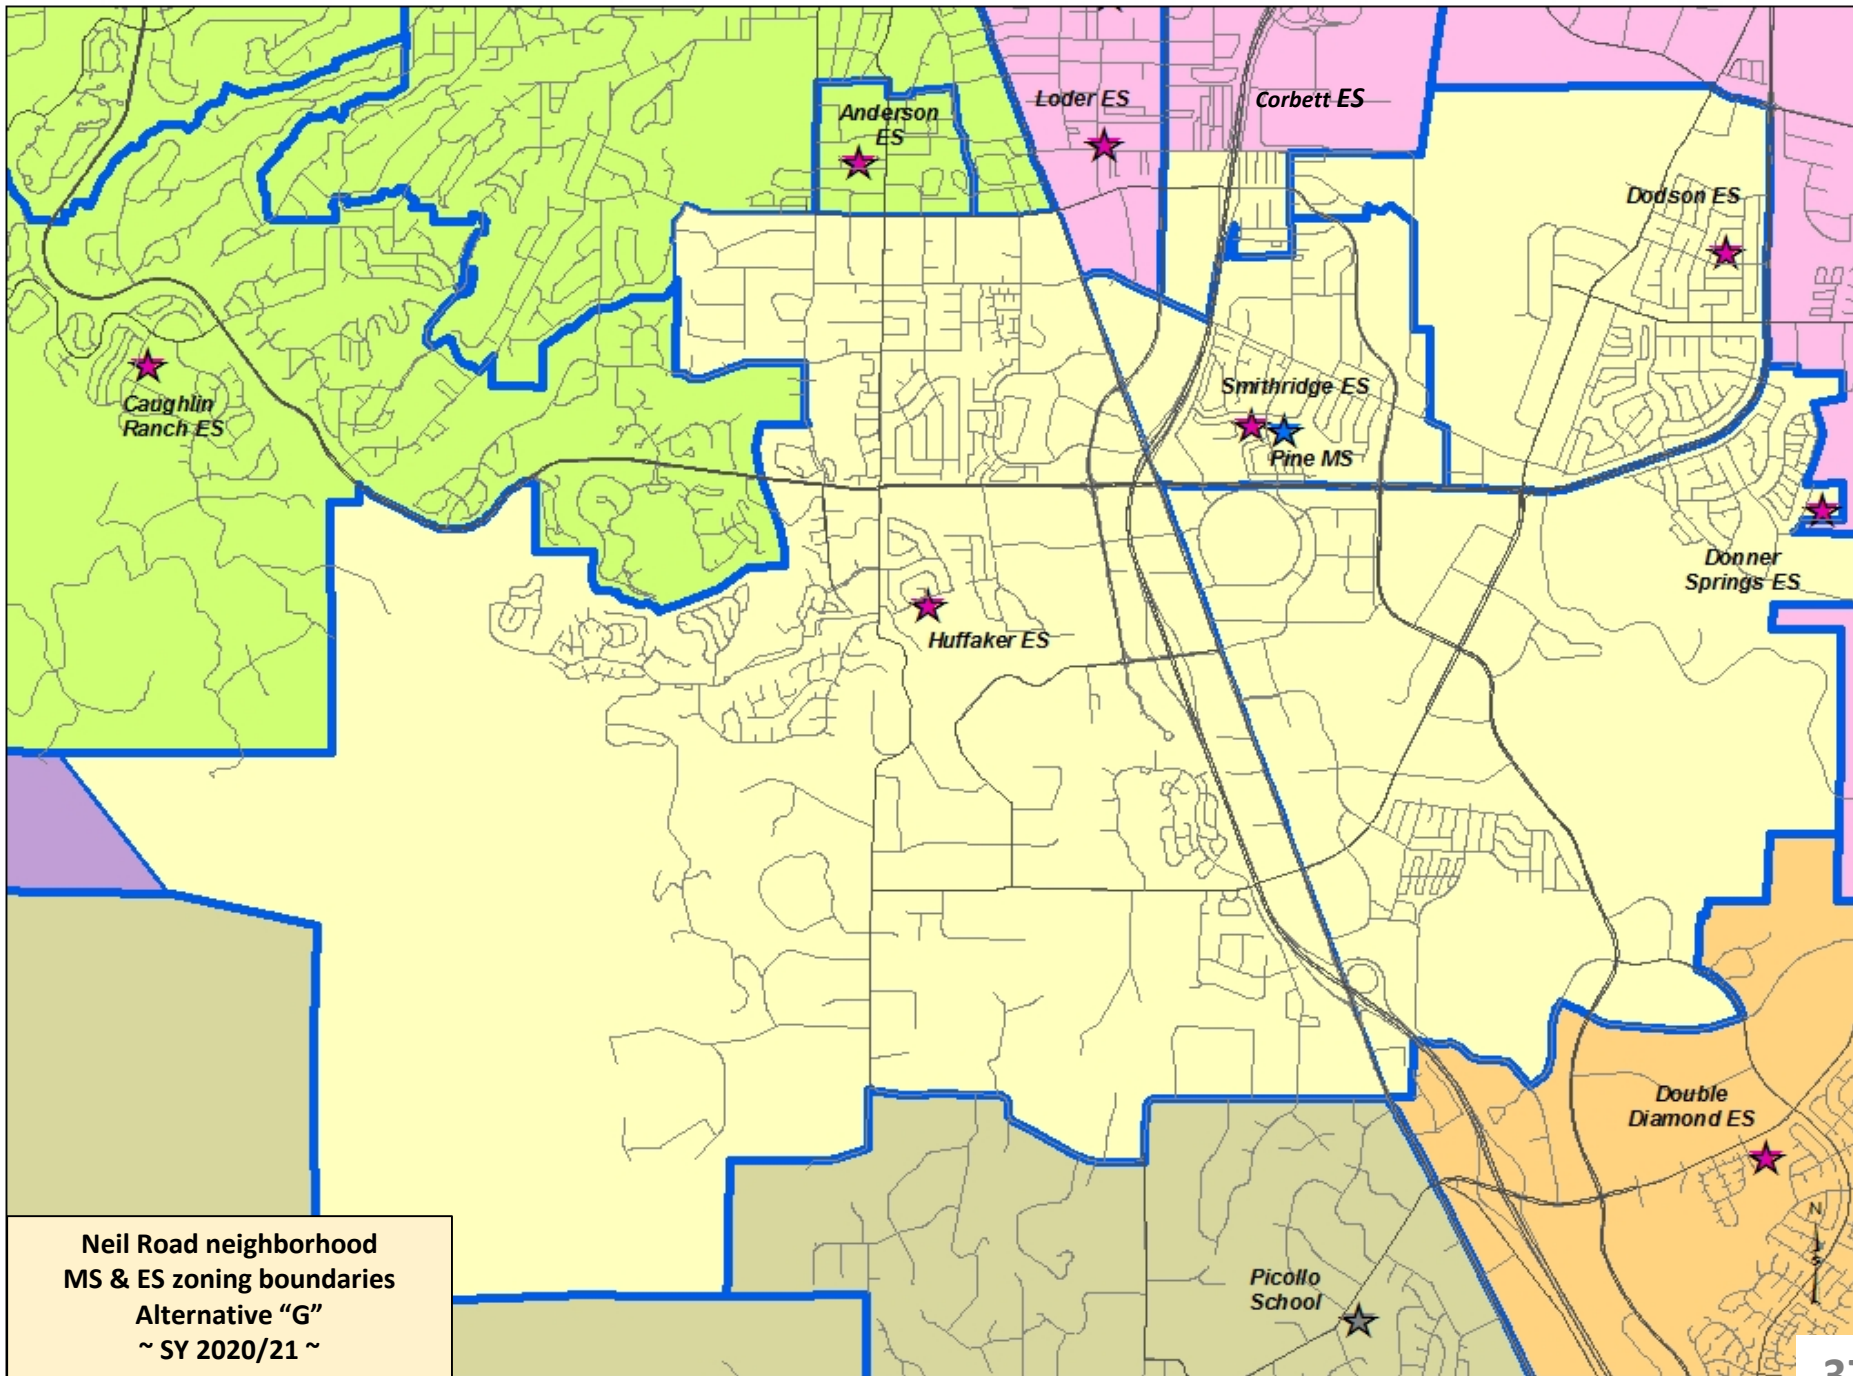 Loder ES
Corbett ES
Anderson
ES
Dodson ES
Caughlin
Ranch ES
Smithridge ES
Pine MS
Donner
Springs ES
Huffaker ES
Double
Diamond ES
N
S
Picollo
School
Neil Road neighborhood
MS & ES zoning boundaries
Alternative “G”
~ SY 2020/21 ~